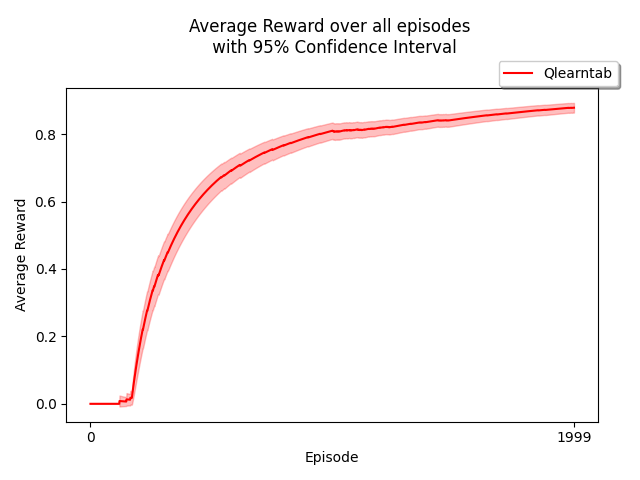 Average Reward over all episodes
with 95% Confidence Interval
Qlearntab
Average Reward
0.8
0.6
0.4
0.2
0.0
0
1999
Episode